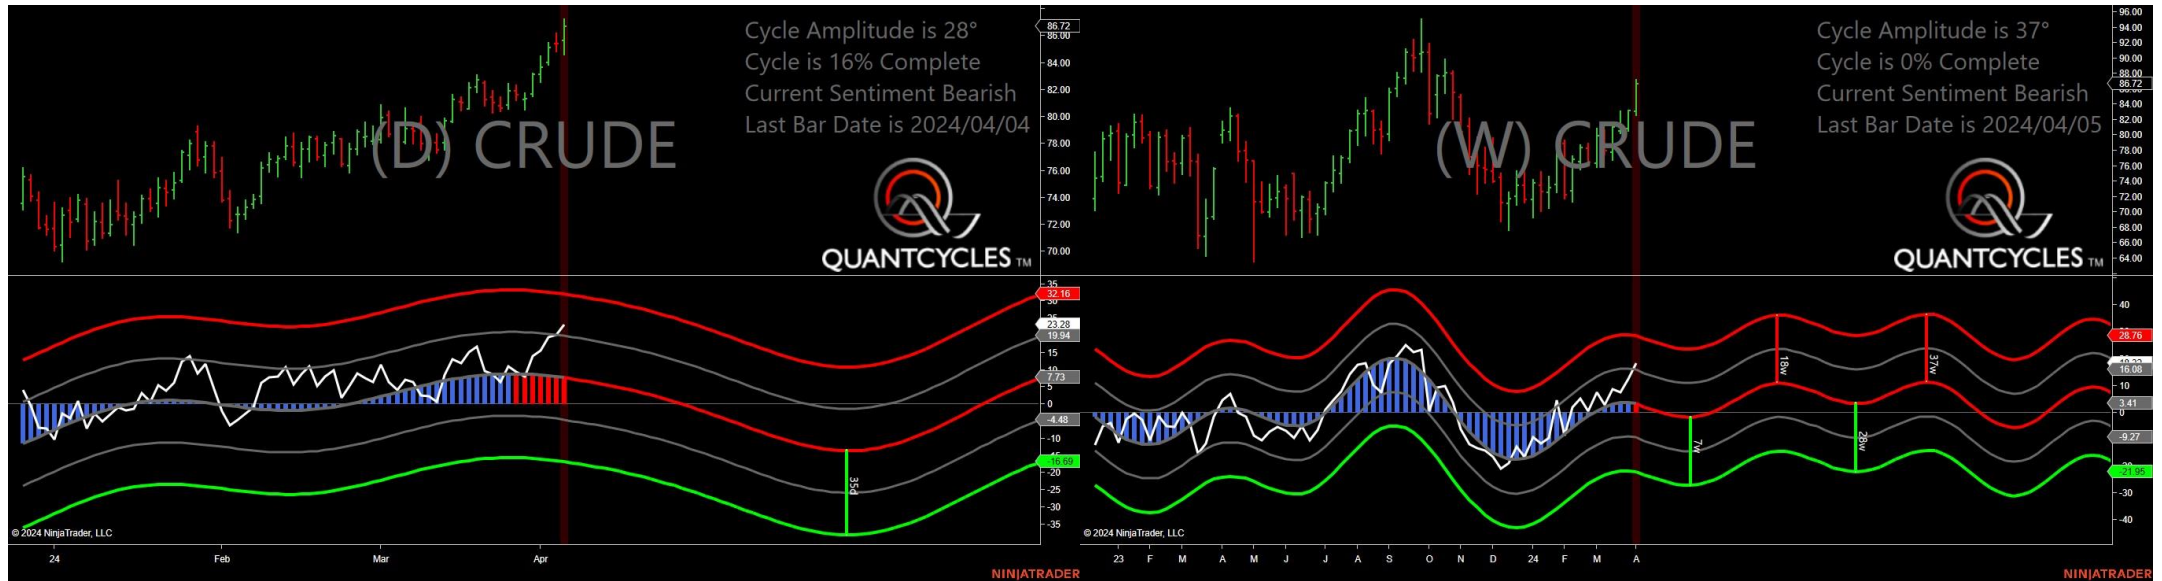 Cycle Amplitude is 28°
Cycle is 16% Complete
Current Sentiment Bearish
Last Bar Date is 2024/04/04
(D) CRUDE
QUANTCYCLES TM
86.72
86.00
84.00
82.00
80.00
78.00
76.00
74.00
72.00
70.00
35
32.16
30
23.28
19.94
15
10
7.73
5
0
-4.48
-10
-16.69
-20
-25
-30
-35
35d
© 2024 NinjaTrader, LLC
24
Feb
Mar
Apr
NINJATRADER
Cycle Amplitude is 37°
Cycle is 0% Complete
Current Sentiment Bearish
Last Bar Date is 2024/04/05
(W) CRUDE
QUANTCYCLES TM
96.00
94.00
92.00
90.00
88.00
86.72
84.00
82.00
80.00
78.00
76.00
74.00
72.00
70.00
68.00
66.00
64.00
40
28.76
16.08
10
3.41
0
-9.27
-21.95
-30
-40
7w
18w
28w
37w
© 2024 NinjaTrader, LLC
23
F
M
A
M
J
J
A
S
O
N
D
24
F
M
A
NINJATRADER